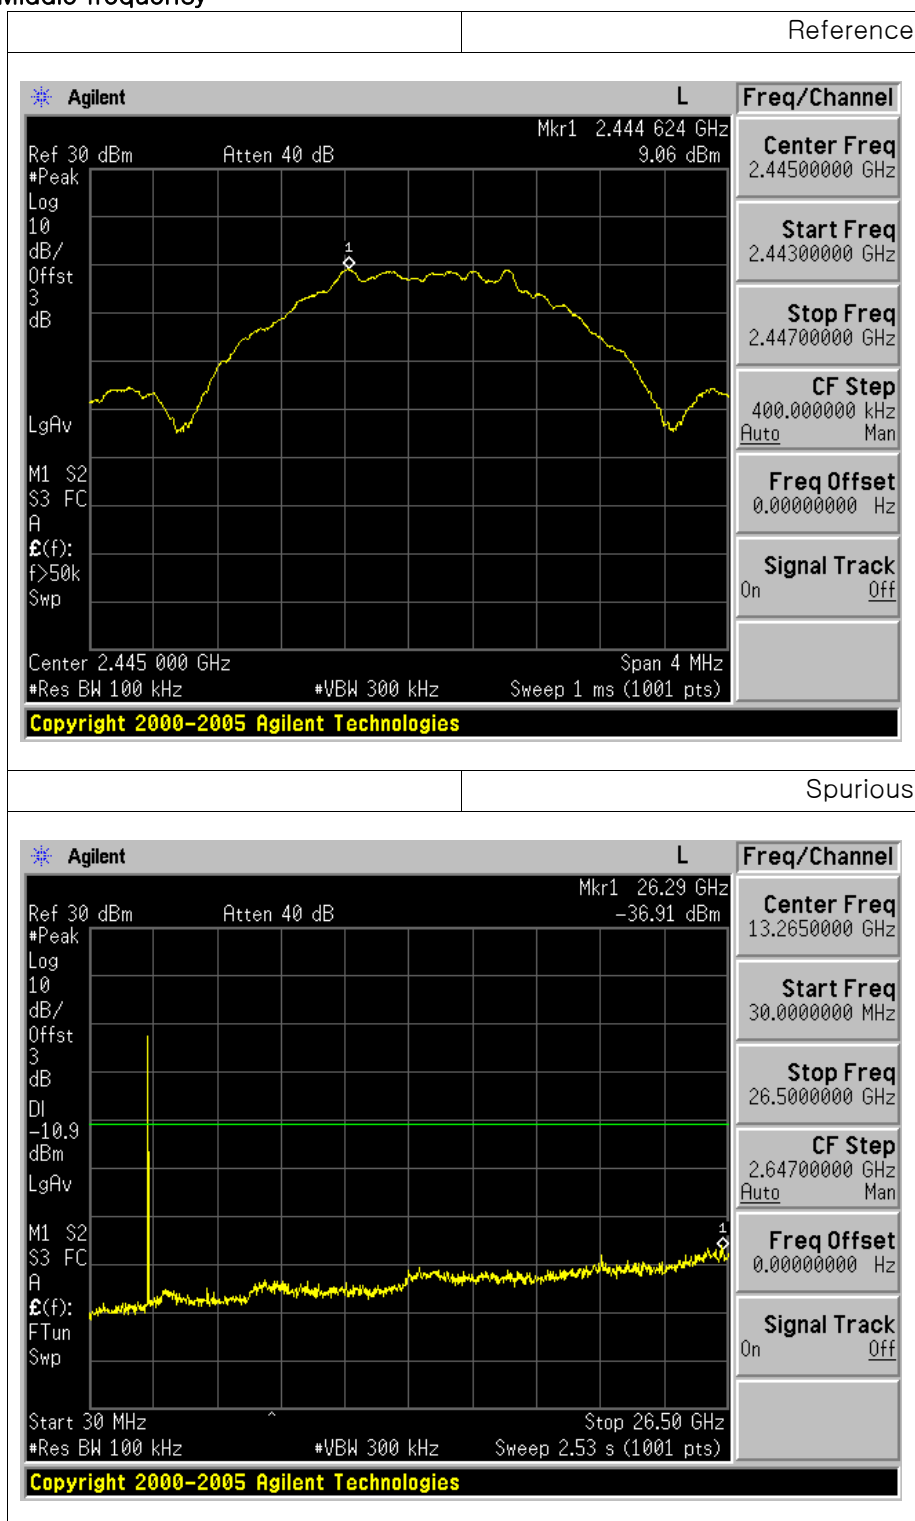 Middle frequency
Reference
Agilent L Freq/Channel
Mkr1 2.444 624 GHz
Ref 30 dBm Atten 40 dB 9.06 dBm
#Peak
Log
10
dB/
Offst
3
dB
LgAv
M1 S2
S3 FC
A
£(f):
f>50k
Swp
1
Center 2.445 000 GHz Span 4 MHz
#Res BW 100 kHz #VBW 300 kHz Sweep 1 ms (1001 pts)
Copyright 2000-2005 Agilent Technologies
Center Freq
2.44500000 GHz
Start Freq
2.44300000 GHz
Stop Freq
2.44700000 GHz
CF Step
400.000000 kHz
Auto Man
Freq Offset
0.00000000 Hz
Signal Track
On Off
Spurious
Agilent L Freq/Channel
Mkr1 26.29 GHz
Ref 30 dBm Atten 40 dB -36.91 dBm
#Peak
Log
10
dB/
Offst
3
dB
DI
-10.9
dBm
LgAv
M1 S2
S3 FC
A
£(f):
FTun
Swp
1
Start 30 MHz ^ Stop 26.50 GHz
#Res BW 100 kHz #VBW 300 kHz Sweep 2.53 s (1001 pts)
Copyright 2000-2005 Agilent Technologies
Center Freq
13.2650000 GHz
Start Freq
30.0000000 MHz
Stop Freq
26.5000000 GHz
CF Step
2.64700000 GHz
Auto Man
Freq Offset
0.00000000 Hz
Signal Track
On Off